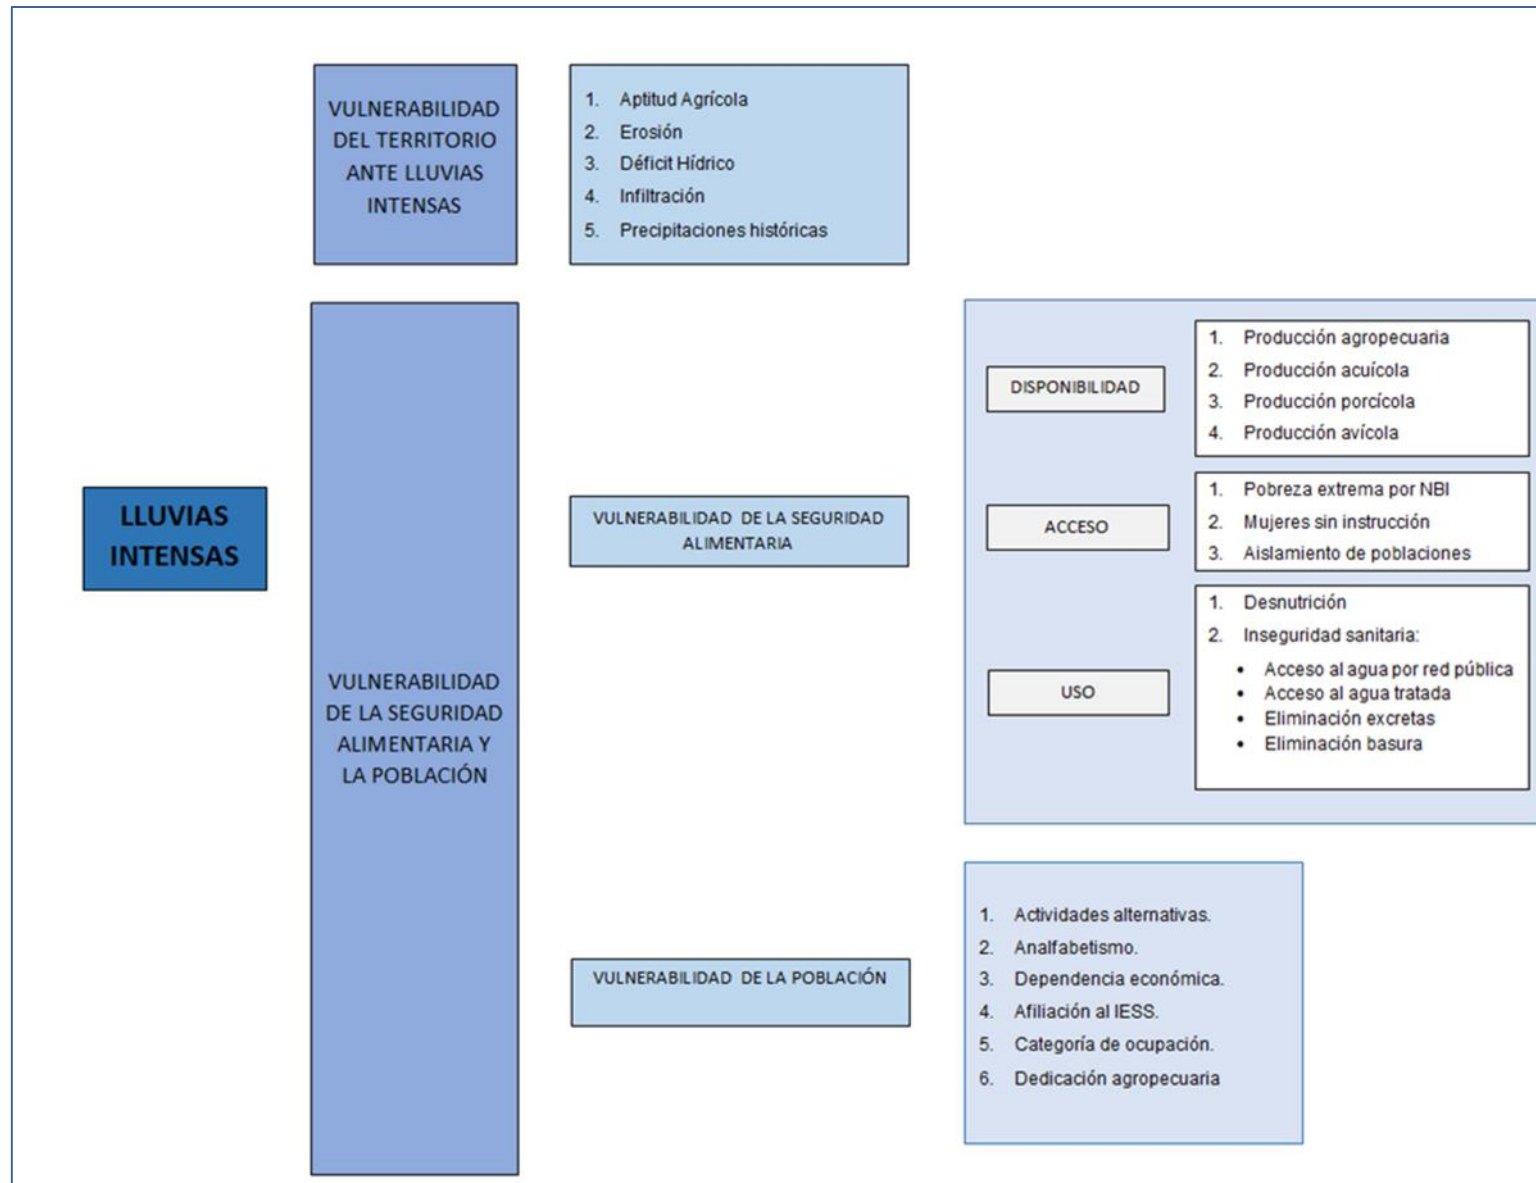 VULNERABILIDAD
DEL TERRITORIO
ANTE LLUVIAS
INTENSAS
1. Aptitud Agrícola
2. Erosión
3. Déficit Hídrico
4. Infiltración
5. Precipitaciones históricas
LLUVIAS
INTENSAS
VULNERABILIDAD
DE LA SEGURIDAD
ALIMENTARIA Y
LA POBLACIÓN
VULNERABILIDAD DE LA SEGURIDAD
ALIMENTARIA
DISPONIBILIDAD
1. Producción agropecuaria
2. Producción acuícola
3. Producción porcícola
4. Producción avícola
ACCESO
1. Pobreza extrema por NBI
2. Mujeres sin instrucción
3. Aislamiento de poblaciones
USO
1. Desnutrición
2. Inseguridad sanitaria:
• Acceso al agua por red pública
• Acceso al agua tratada
• Eliminación excretas
• Eliminación basura
VULNERABILIDAD DE LA POBLACIÓN
1. Actividades alternativas.
2. Analfabetismo.
3. Dependencia económica.
4. Afiliación al IESS.
5. Categoría de ocupación.
6. Dedicación agropecuaria